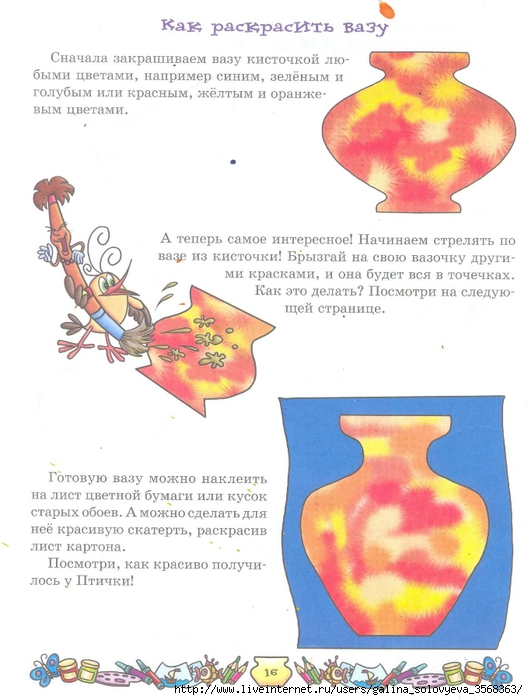 Как раскрасить вазу
Сначала закрашиваем вазу кисточкой лю-
быми цветами, например синим, зелёным и
голубым или красным, жёлтым и оранже-
вым цветами.
А теперь самое интересное! Начинаем стрелять по
вазе из кисточки! Брызгай на свою вазочку други-
ми красками, и она будет вся в точечках.
Как это делать? Посмотри на следую-
щей странице.
Готовую вазу можно наклеить
на лист цветной бумаги или кусок
старых обоев. А можно сделать для
неё красивую скатерть, раскрасив
лист картона.
Посмотри, как красиво получи-
лось у Птички!
16
http://www.liveinternet.ru/users/galina_solovyeva_3568363/